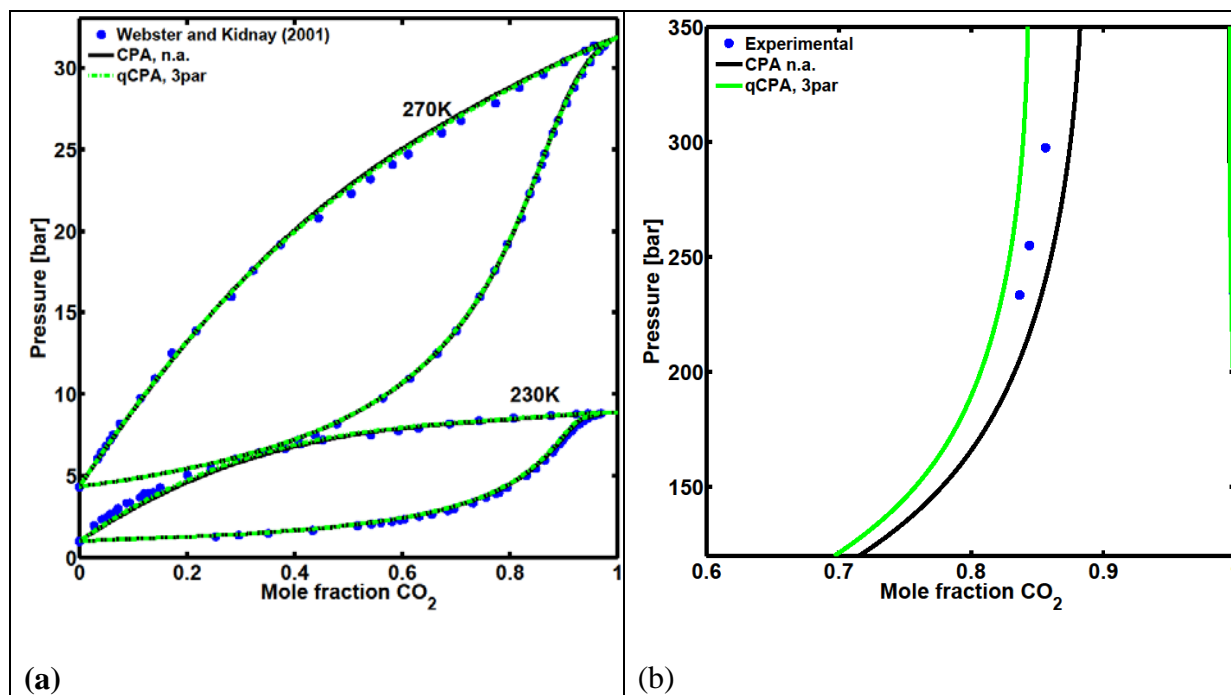 Webster and Kidnay (2001)
CPA, n.a.
qCPA, 3par
270K
230K
30
25
20
15
10
5
0
0
0.2
0.4
0.6
0.8
1
Pressure [bar]
Mole fraction CO2
(a)
Experimental
CPA n.a.
qCPA, 3par
350
300
250
200
150
0.6
0.7
0.8
0.9
Pressure [bar]
Mole fraction CO2
(b)